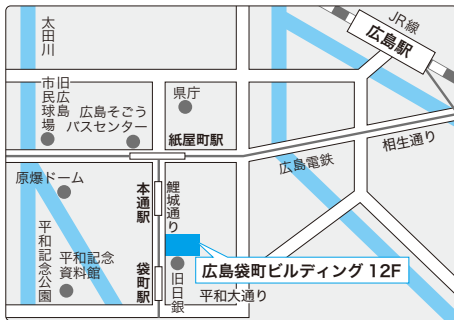 太田川
JR線
広島駅
旧広島
市民球場
県庁
広島そごう
バスセンター
紙屋町駅
相生通り
広島電鉄
原爆ドーム
本通駅
鯉城通り
平和記念公園
平和記念
資料館
袋町駅
旧日銀
広島袋町ビルディング 12F
平和大通り